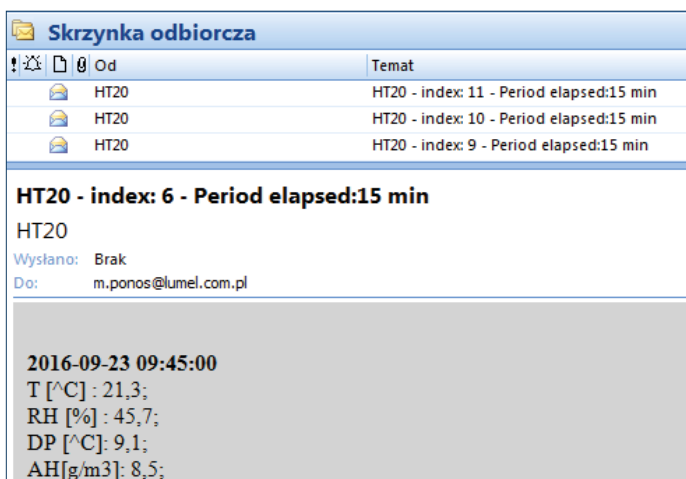 Skrzynka odbiorcza
! Od Temat
HT20 HT20 - index: 11 - Period elapsed:15 min
HT20 HT20 - index: 10 - Period elapsed:15 min
HT20 HT20 - index: 9 - Period elapsed:15 min
HT20 - index: 6 - Period elapsed:15 min
HT20
Wysłano: Brak
Do: m.ponos@lumel.com.pl
2016-09-23 09:45:00
T [^C] : 21,3;
RH [%] : 45,7;
DP [^C]: 9,1;
AH[g/m3]: 8,5;